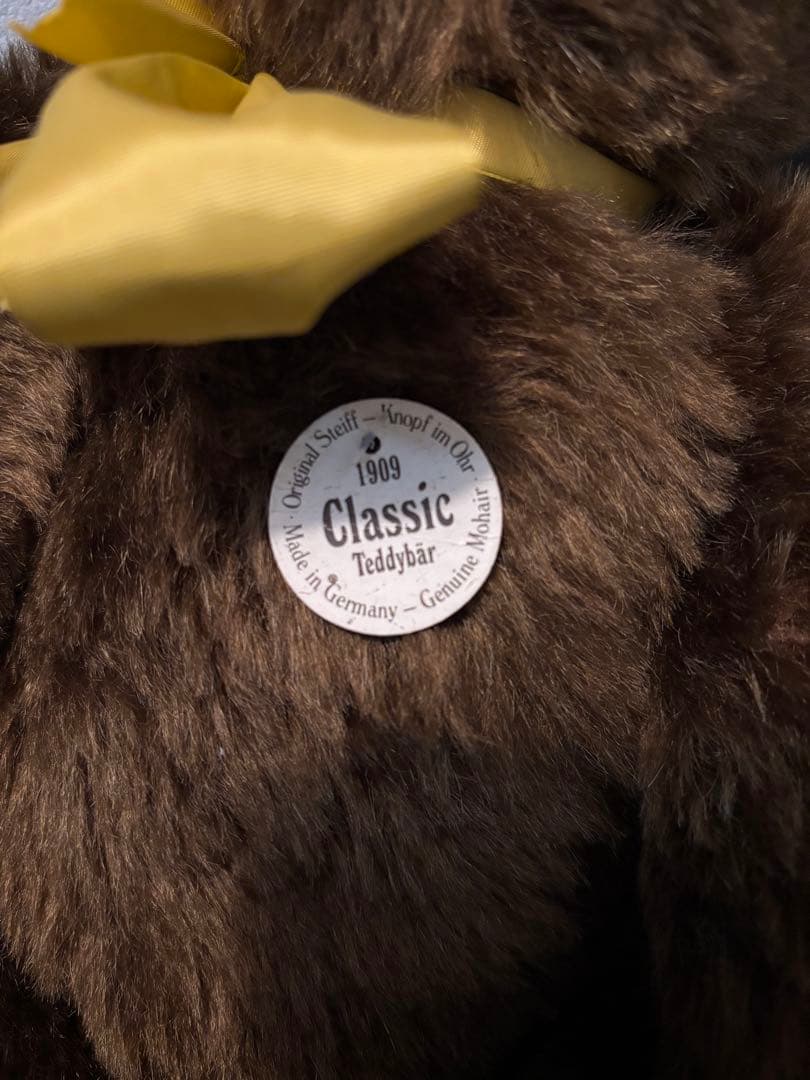 · Original Steiff – Knopf im Ohr
1909
Classic
Teddybär
Made in Germany – Genuine Mohair